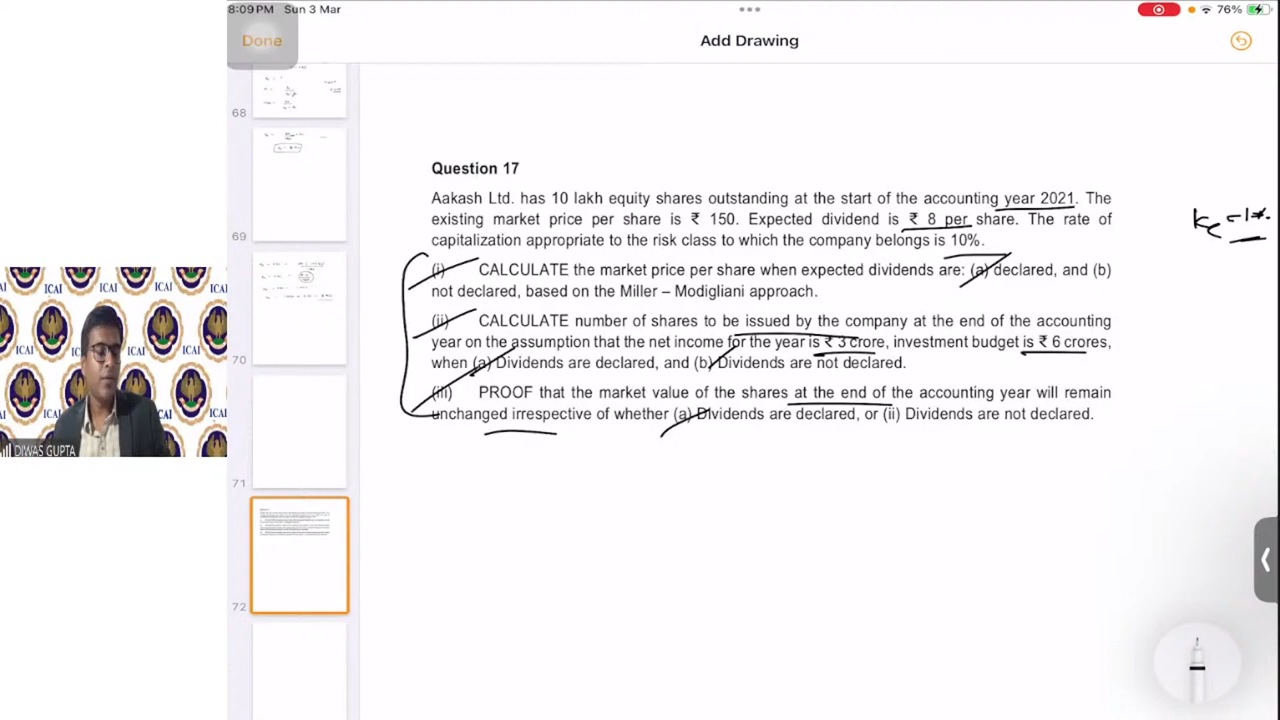 8:09 PM Sun 3 Mar
76%
Done
Add Drawing
68
69
70
71
72
Question 17
Aakash Ltd. has 10 lakh equity shares outstanding at the start of the accounting year 2021. The
existing market price per share is ₹ 150. Expected dividend is ₹ 8 per share. The rate of
capitalization appropriate to the risk class to which the company belongs is 10%.
(i) CALCULATE the market price per share when expected dividends are: (a) declared, and (b)
not declared, based on the Miller – Modigliani approach.
(ii) CALCULATE number of shares to be issued by the company at the end of the accounting
year on the assumption that the net income for the year is ₹ 3 crore, investment budget is ₹ 6 crores,
when (a) Dividends are declared, and (b) Dividends are not declared.
(iii) PROOF that the market value of the shares at the end of the accounting year will remain
unchanged irrespective of whether (a) Dividends are declared, or (ii) Dividends are not declared.
ICAI
ICAI
ICAI
ICAI
DIWAS GUPTA